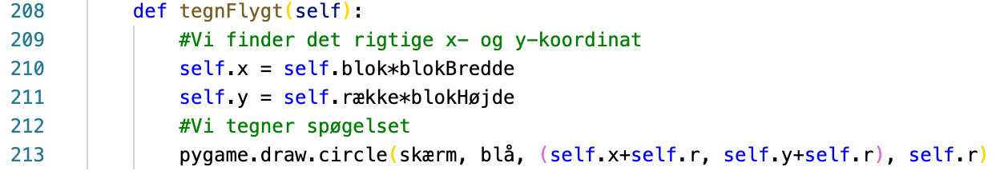 208 def tegnFlygt(self):
209 #Vi finder det rigtige x- og y-koordinat
210 self.x = self.blok*blokBredde
211 self.y = self.række*blokHøjde
212 #Vi tegner spøgelset
213 pygame.draw.circle(skærm, blå, (self.x+self.r, self.y+self.r), self.r)